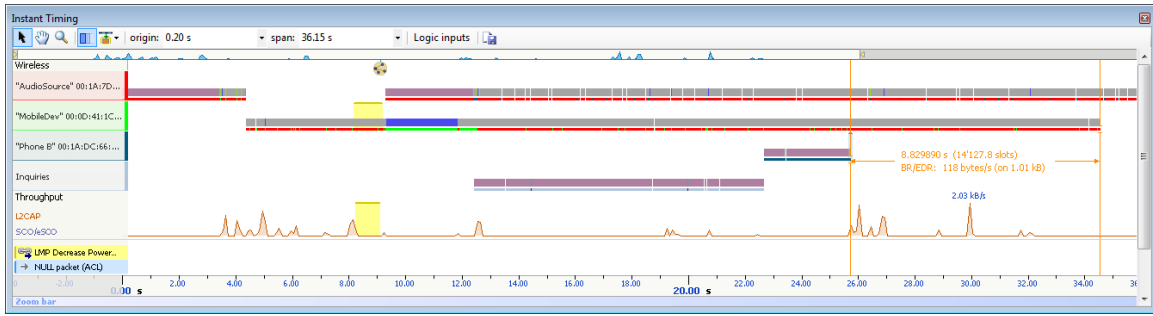 Instant Timing
origin: 0.20 s span: 36.15 s Logic inputs
Wireless
"AudioSource" 00:1A:7D...
"MobileDev" 00:0D:41:1C...
"Phone B" 00:1A:DC:66:...
8.829890 s (14'127.8 slots)
BR/EDR: 118 bytes/s (on 1.01 kB)
Inquiries
Throughput
2.03 kB/s
L2CAP
SCO/eSCO
LMP Decrease Power...
NULL packet (ACL)
-2.00 2.00 4.00 6.00 8.00 10.00 12.00 14.00 16.00 18.00 22.00 24.00 26.00 28.00 30.00 32.00 34.00 36
0.00 s 20.00 s
Zoom bar